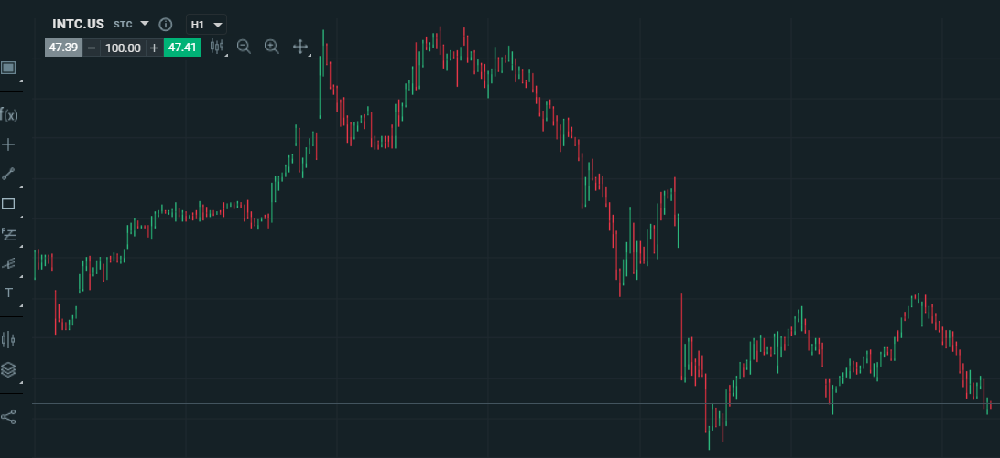 INTC.US STC H1
47.39 − 100.00 + 47.41
f(x)
F
T